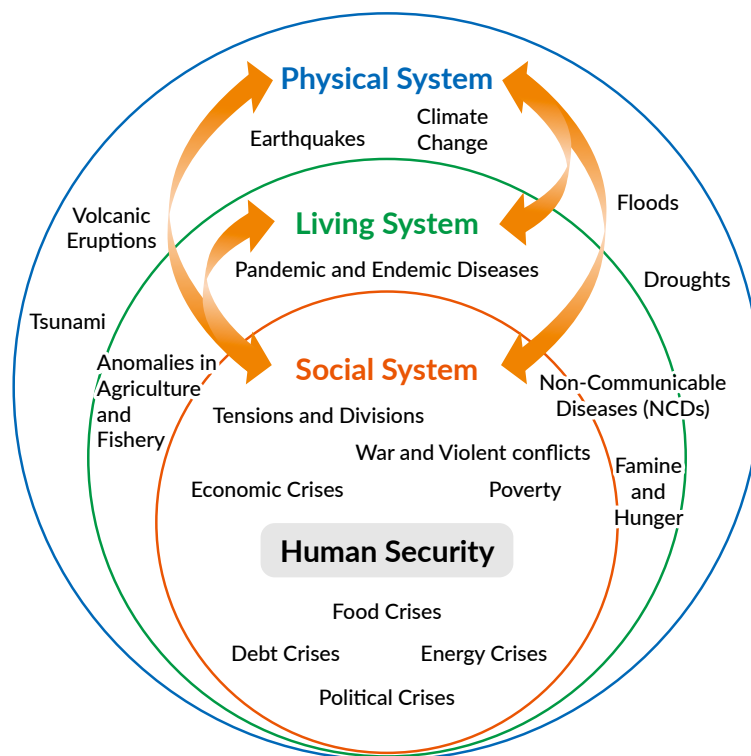 Physical System
Climate
Change
Earthquakes
Volcanic
Eruptions
Floods
Living System
Pandemic and Endemic Diseases
Droughts
Tsunami
Anomalies in
Agriculture
and
Fishery
Social System
Non-Communicable
Diseases (NCDs)
Tensions and Divisions
War and Violent conflicts
Famine
and
Hunger
Economic Crises
Poverty
Human Security
Food Crises
Debt Crises
Energy Crises
Political Crises